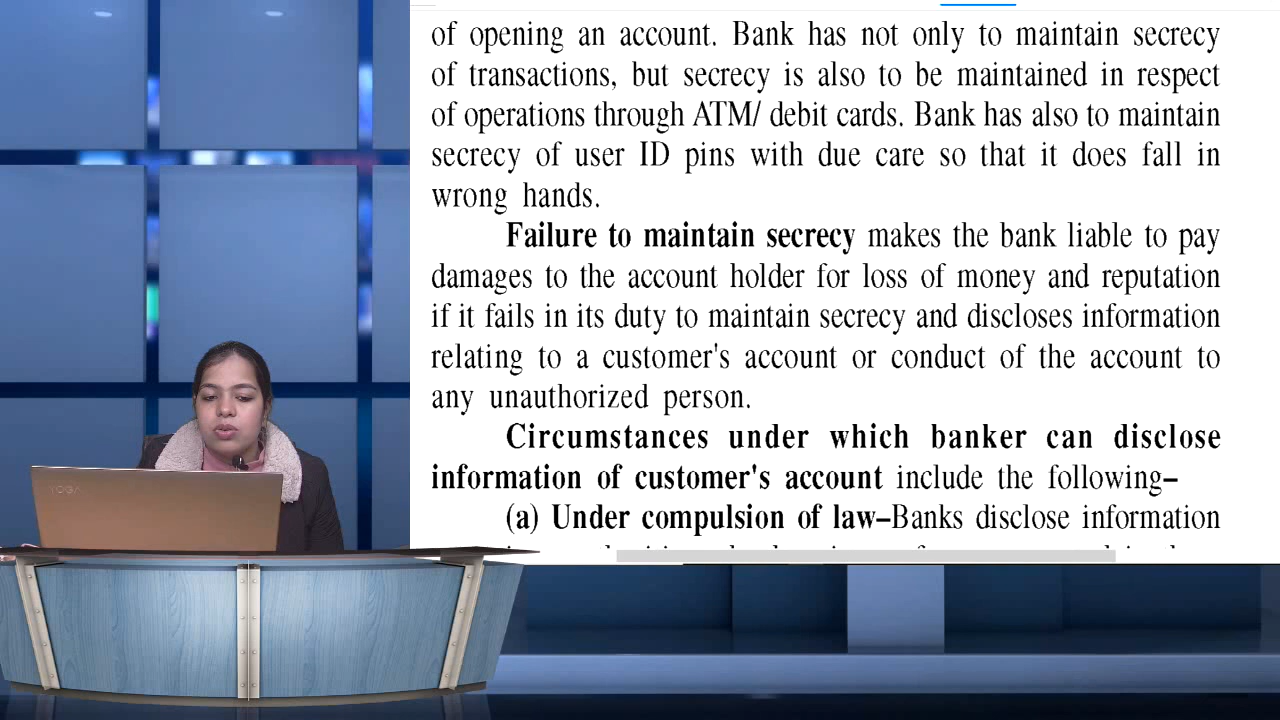 of opening an account. Bank has not only to maintain secrecy
of transactions, but secrecy is also to be maintained in respect
of operations through ATM/ debit cards. Bank has also to maintain
secrecy of user ID pins with due care so that it does fall in
wrong hands.
Failure to maintain secrecy makes the bank liable to pay
damages to the account holder for loss of money and reputation
if it fails in its duty to maintain secrecy and discloses information
relating to a customer's account or conduct of the account to
any unauthorized person.
Circumstances under which banker can disclose
information of customer's account include the following–
(a) Under compulsion of law–Banks disclose information
YOGA